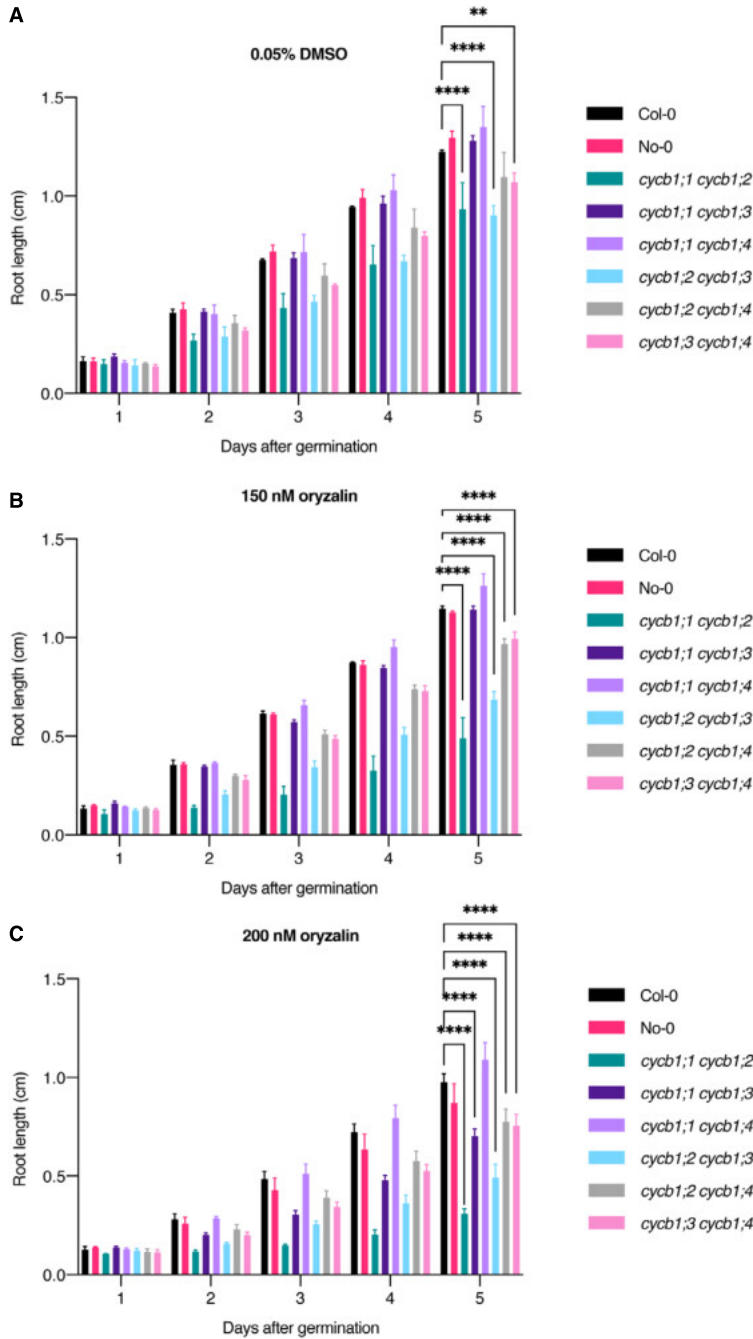 A
0.05% DMSO
**
****
****
1.5
1.0
0.5
0.0
Root length (cm)
1 2 3 4 5
Days after germination
Col-0
No-0
cycb1;1 cycb1;2
cycb1;1 cycb1;3
cycb1;1 cycb1;4
cycb1;2 cycb1;3
cycb1;2 cycb1;4
cycb1;3 cycb1;4
B
150 nM oryzalin
****
****
****
****
1.5
1.0
0.5
0.0
Root length (cm)
1 2 3 4 5
Days after germination
Col-0
No-0
cycb1;1 cycb1;2
cycb1;1 cycb1;3
cycb1;1 cycb1;4
cycb1;2 cycb1;3
cycb1;2 cycb1;4
cycb1;3 cycb1;4
C
200 nM oryzalin
****
****
****
****
****
1.5
1.0
0.5
0.0
Root length (cm)
1 2 3 4 5
Days after germination
Col-0
No-0
cycb1;1 cycb1;2
cycb1;1 cycb1;3
cycb1;1 cycb1;4
cycb1;2 cycb1;3
cycb1;2 cycb1;4
cycb1;3 cycb1;4